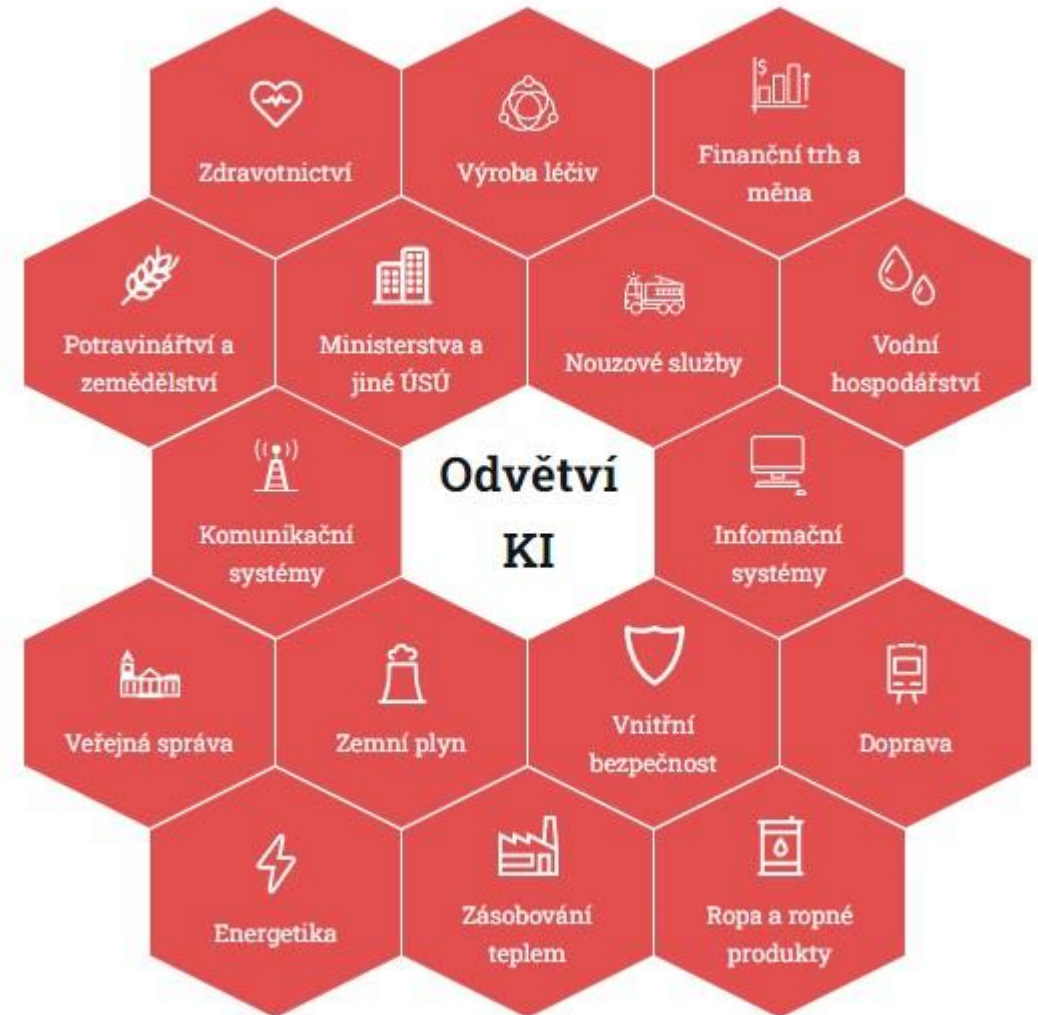 Zdravotnictví
Výroba léčiv
Finanční trh a
měna
Potravinářtví a
zemědělství
Ministerstva a
jiné ÚSÚ
Nouzové služby
Vodní
hospodářství
Komunikační
systémy
Odvětví
KI
Informační
systémy
Veřejná správa
Zemní plyn
Vnitřní
bezpečnost
Doprava
Energetika
Zásobování
teplem
Ropa a ropné
produkty